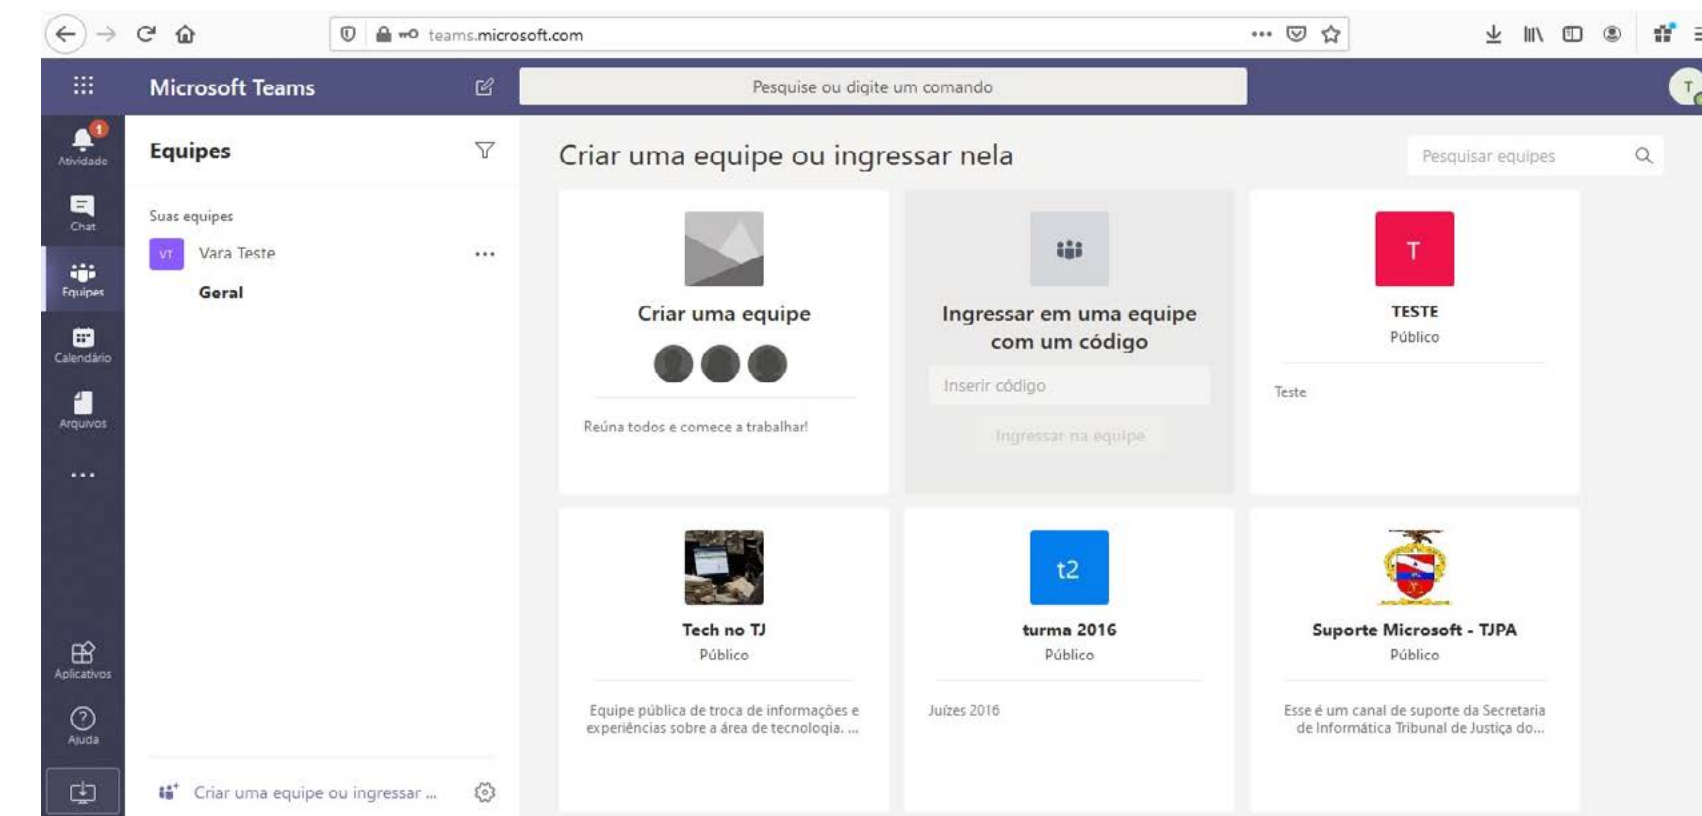 teams.microsoft.com
Microsoft Teams
Pesquise ou digite um comando
T
1
Atividade
Chat
Equipes
Calendário
Arquivos
Aplicativos
Ajuda
Equipes
Suas equipes
VT Vara Teste
Geral
Criar uma equipe ou ingressar ...
Criar uma equipe ou ingressar nela
Pesquisar equipes
Criar uma equipe
Reúna todos e comece a trabalhar!
Ingressar em uma equipe
com um código
Inserir código
Ingressar na equipe
T
TESTE
Público
Teste
Tech no TJ
Público
Equipe pública de troca de informações e
experiências sobre a área de tecnologia. ...
t2
turma 2016
Público
Juízes 2016
Suporte Microsoft - TJPA
Público
Esse é um canal de suporte da Secretaria
de Informática Tribunal de Justiça do...